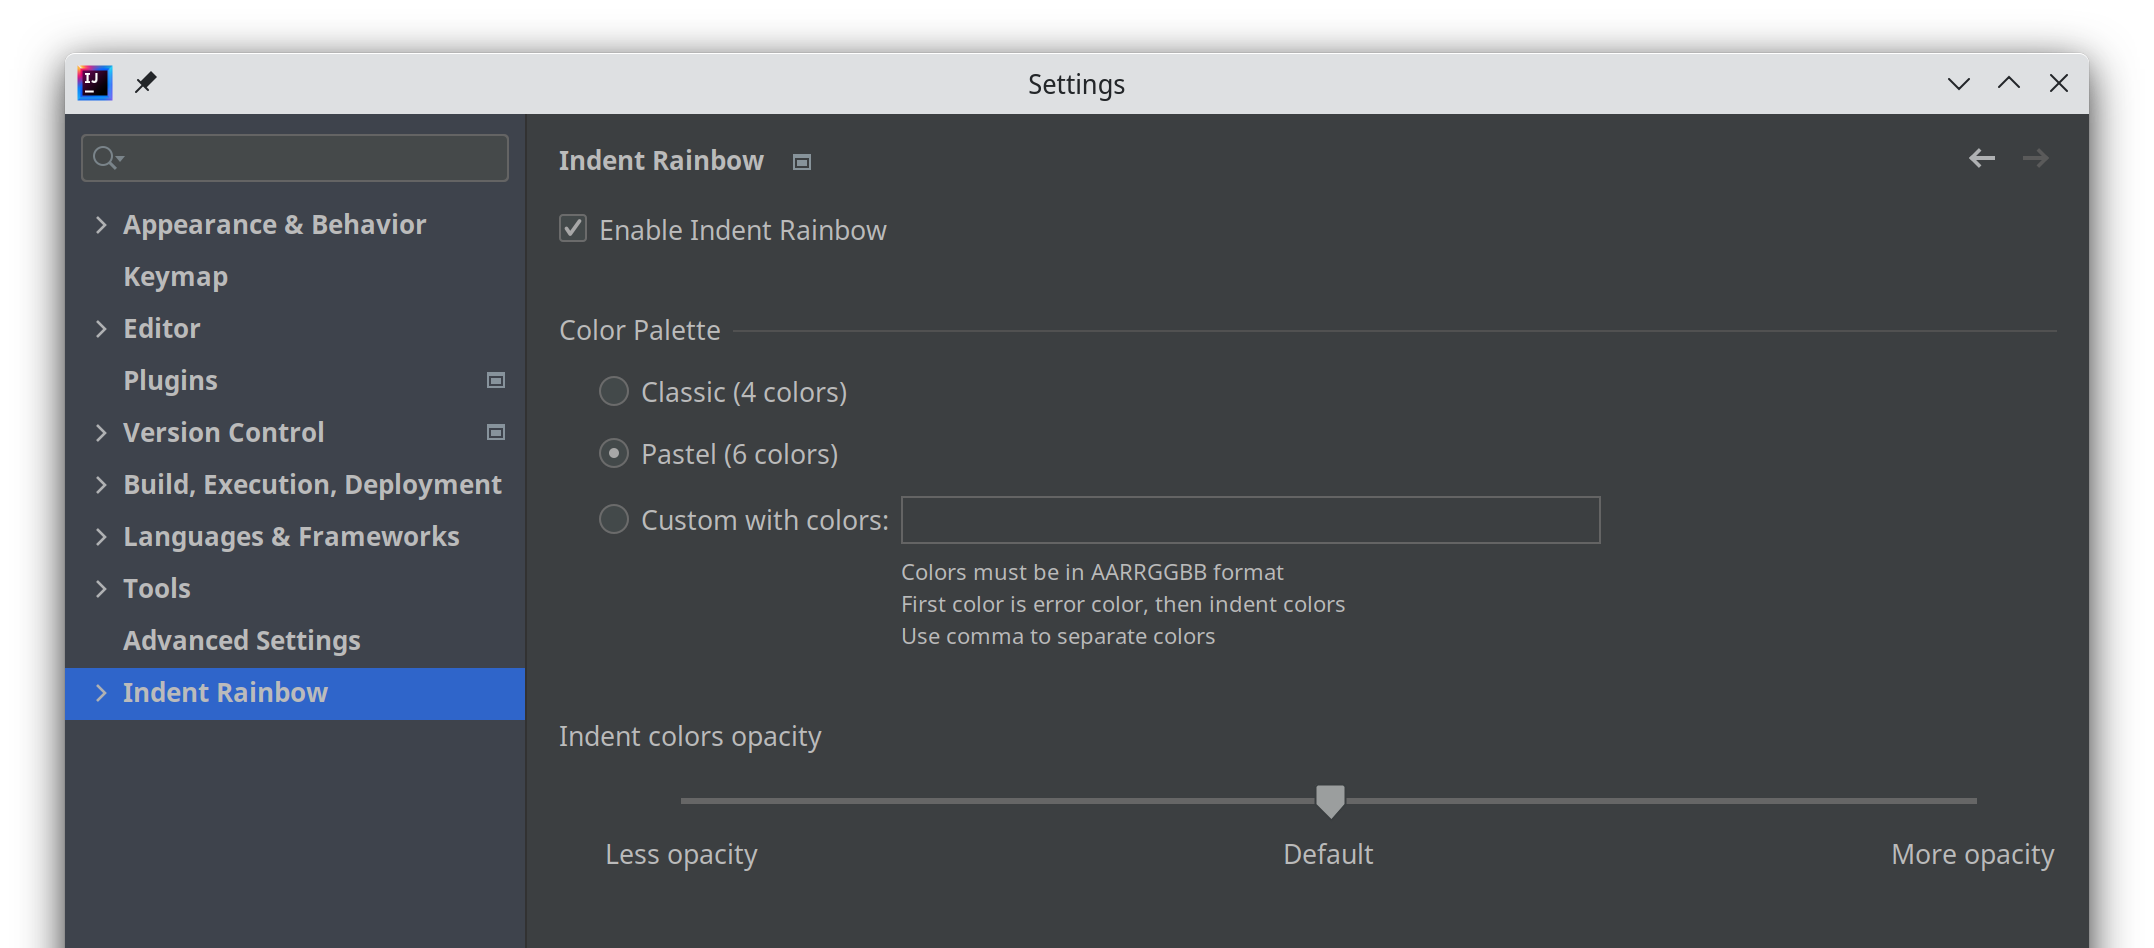 IJ
Settings
Appearance & Behavior
Keymap
Editor
Plugins
Version Control
Build, Execution, Deployment
Languages & Frameworks
Tools
Advanced Settings
Indent Rainbow
Indent Rainbow
Enable Indent Rainbow
Color Palette
Classic (4 colors)
Pastel (6 colors)
Custom with colors:
Colors must be in AARRGGBB format
First color is error color, then indent colors
Use comma to separate colors
Indent colors opacity
Less opacity Default More opacity